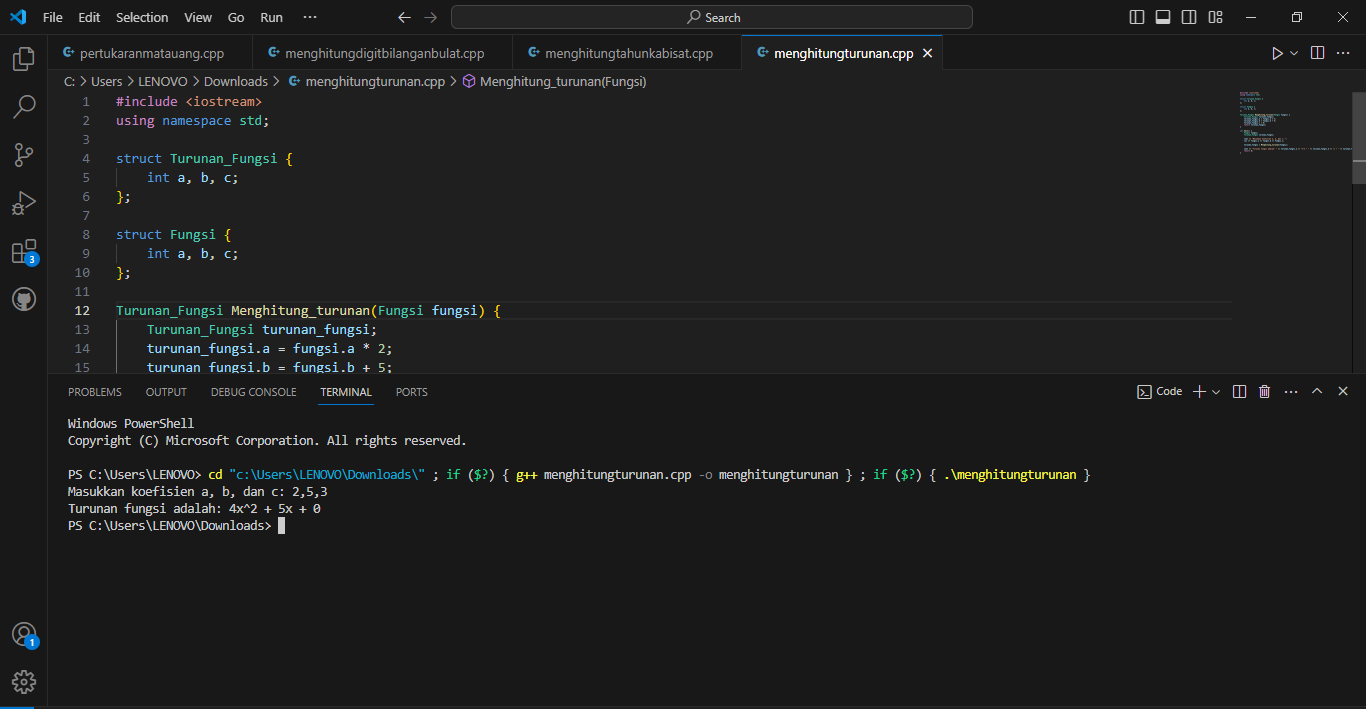 File Edit Selection View Go Run ··· Search
pertukaranmatauang.cpp menghitungdigitbilanganbulat.cpp menghitungtahunkabisat.cpp menghitungturunan.cpp
C: > Users > LENOVO > Downloads > menghitungturunan.cpp > Menghitung_turunan(Fungsi)
1 #include <iostream>
2 using namespace std;
3
4 struct Turunan_Fungsi {
5 int a, b, c;
6 };
7
8 struct Fungsi {
9 int a, b, c;
10 };
11
12 Turunan_Fungsi Menghitung_turunan(Fungsi fungsi) {
13 Turunan_Fungsi turunan_fungsi;
14 turunan_fungsi.a = fungsi.a * 2;
15 turunan_fungsi.b = fungsi.b + 5;
3
1
PROBLEMS OUTPUT DEBUG CONSOLE TERMINAL PORTS Code
Windows PowerShell
Copyright (C) Microsoft Corporation. All rights reserved.
PS C:\Users\LENOVO> cd "c:\Users\LENOVO\Downloads\" ; if ($?) { g++ menghitungturunan.cpp -o menghitungturunan } ; if ($?) { .\menghitungturunan }
Masukkan koefisien a, b, dan c: 2,5,3
Turunan fungsi adalah: 4x^2 + 5x + 0
PS C:\Users\LENOVO\Downloads>